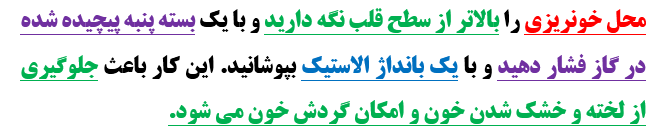 محل خونریزی را بالاتر از سطح قلب نگه دارید و با یک بسته پنبه پیچیده شده
در گاز فشار دهید و با یک بانداژ الاستیک بپوشانید. این کار باعث جلوگیری
از لخته و خشک شدن خون و امکان گردش خون می شود.